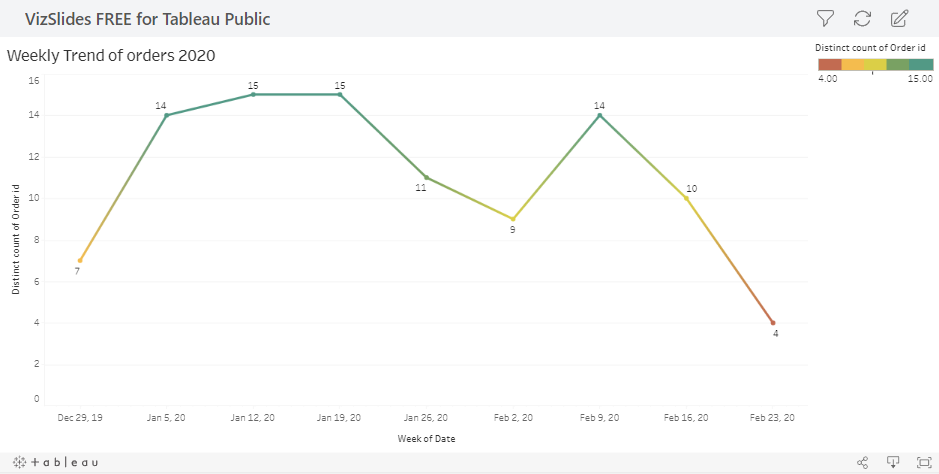 VizSlides FREE for Tableau Public
Weekly Trend of orders 2020
Distinct count of Order id
4.00 15.00
Distinct count of Order id
16
14
12
10
8
6
4
2
0
7
14
15
15
11
9
14
10
4
Dec 29, 19 Jan 5, 20 Jan 12, 20 Jan 19, 20 Jan 26, 20 Feb 2, 20 Feb 9, 20 Feb 16, 20 Feb 23, 20
Week of Date
+ a b | e a u